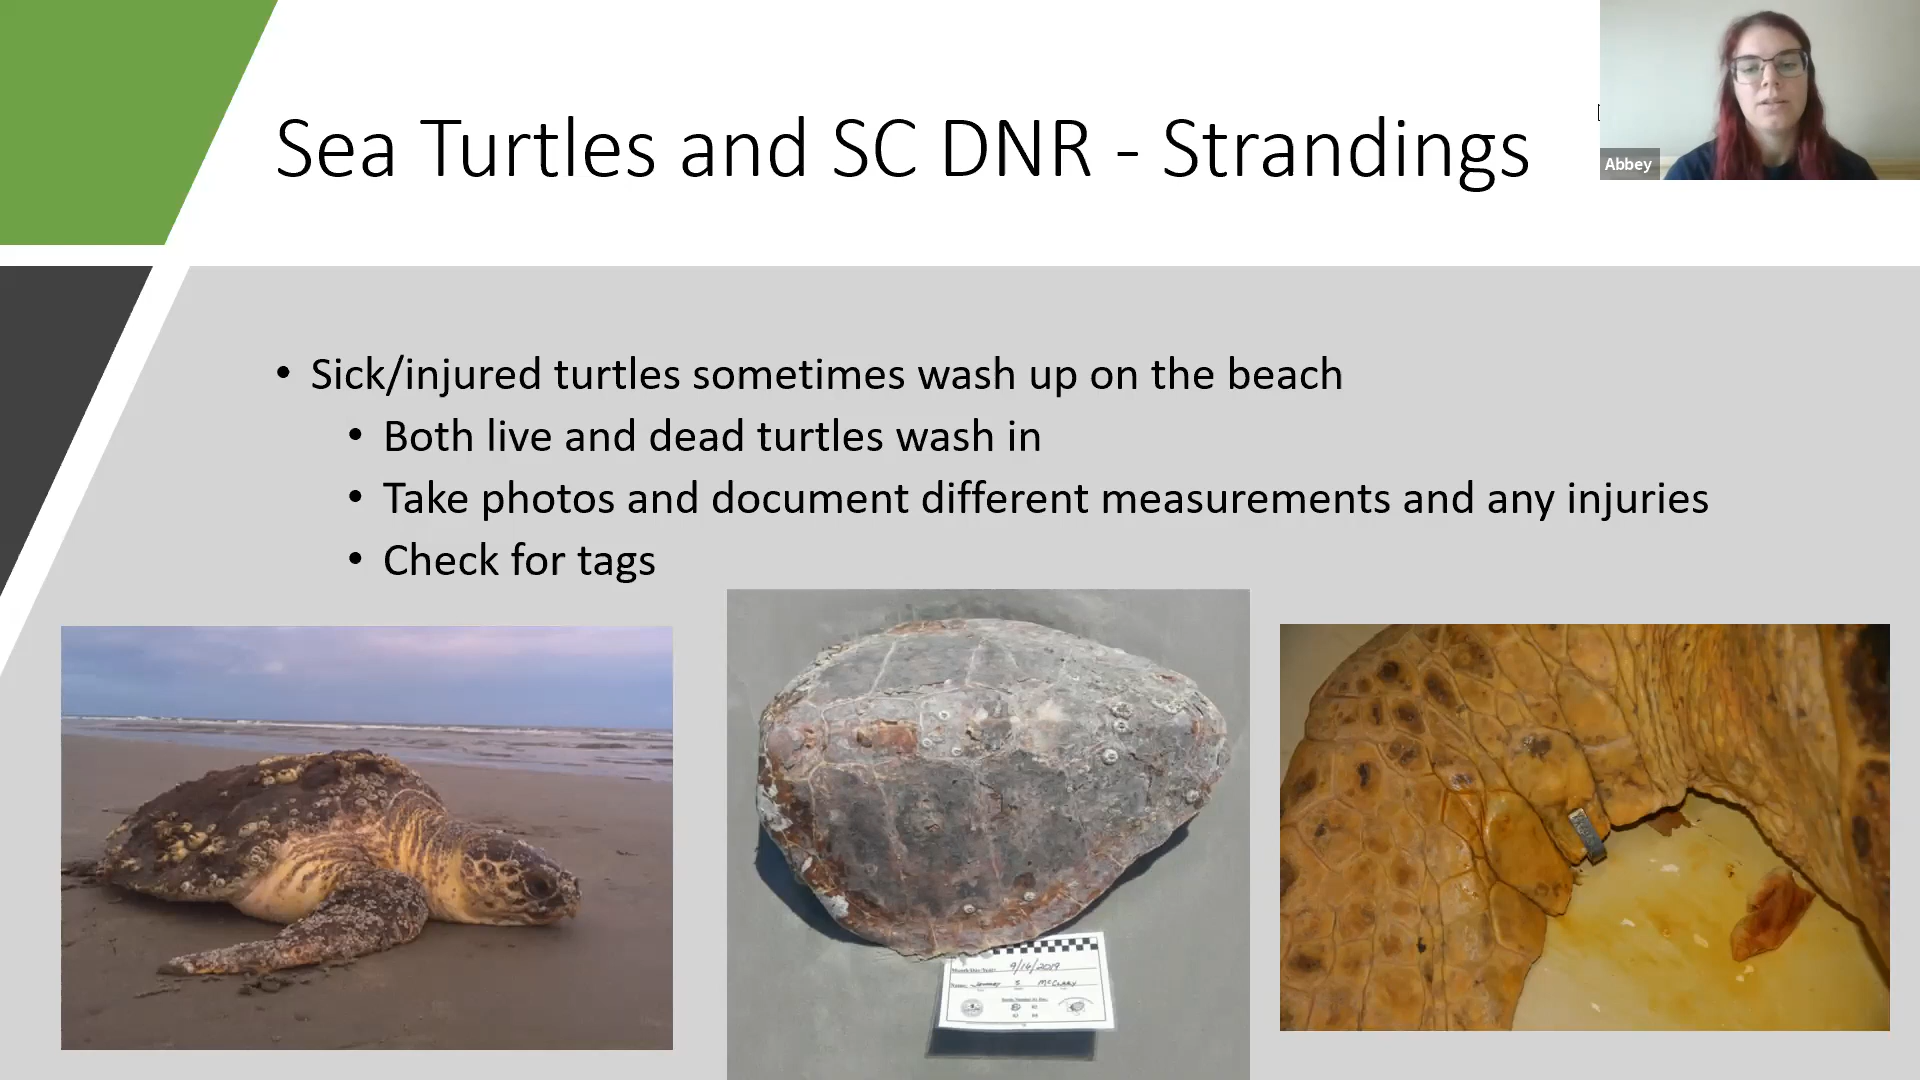 Sea Turtles and SC DNR - Strandings
Abbey
• Sick/injured turtles sometimes wash up on the beach
• Both live and dead turtles wash in
• Take photos and document different measurements and any injuries
• Check for tags
9/16/2019
Name: S McClary